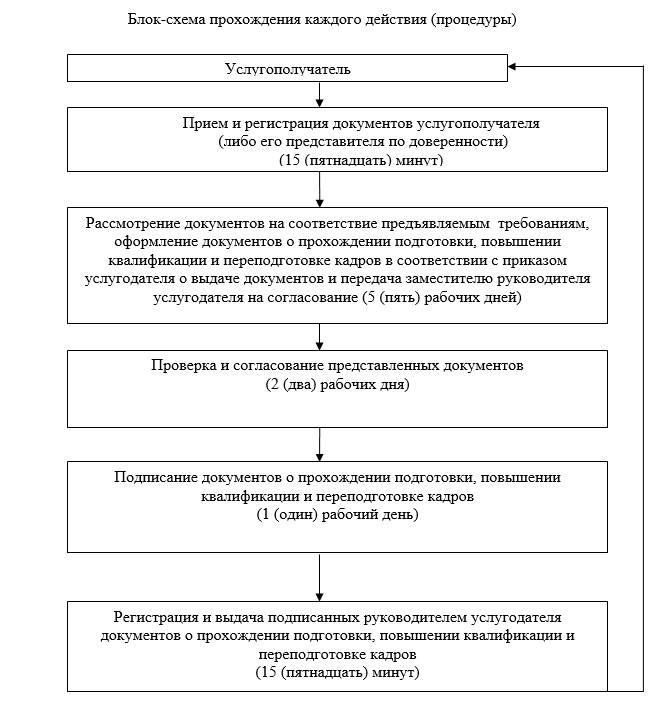 Блок-схема прохождения каждого действия (процедуры)
Услугополучатель
Прием и регистрация документов услугополучателя
(либо его представителя по доверенности)
(15 (пятнадцать) минут)
Рассмотрение документов на соответствие предъявляемым требованиям,
оформление документов о прохождении подготовки, повышении
квалификации и переподготовке кадров в соответствии с приказом
услугодателя о выдаче документов и передача заместителю руководителя
услугодателя на согласование (5 (пять) рабочих дней)
Проверка и согласование представленных документов
(2 (два) рабочих дня)
Подписание документов о прохождении подготовки, повышении
квалификации и переподготовке кадров
(1 (один) рабочий день)
Регистрация и выдача подписанных руководителем услугодателя
документов о прохождении подготовки, повышении квалификации и
переподготовке кадров
(15 (пятнадцать) минут)